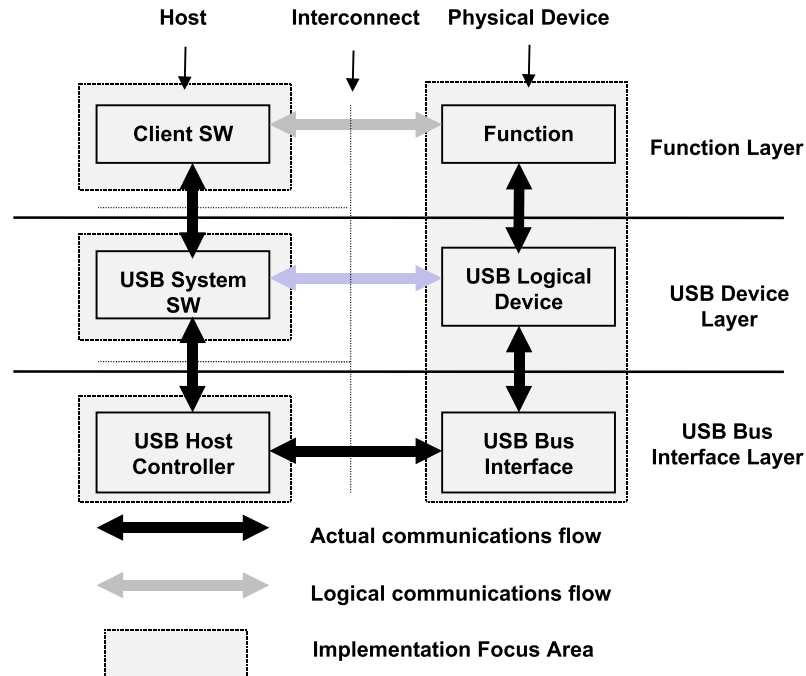 Host Interconnect Physical Device
Client SW
Function
Function Layer
USB System
SW
USB Logical
Device
USB Device
Layer
USB Host
Controller
USB Bus
Interface
USB Bus
Interface Layer
Actual communications flow
Logical communications flow
Implementation Focus Area